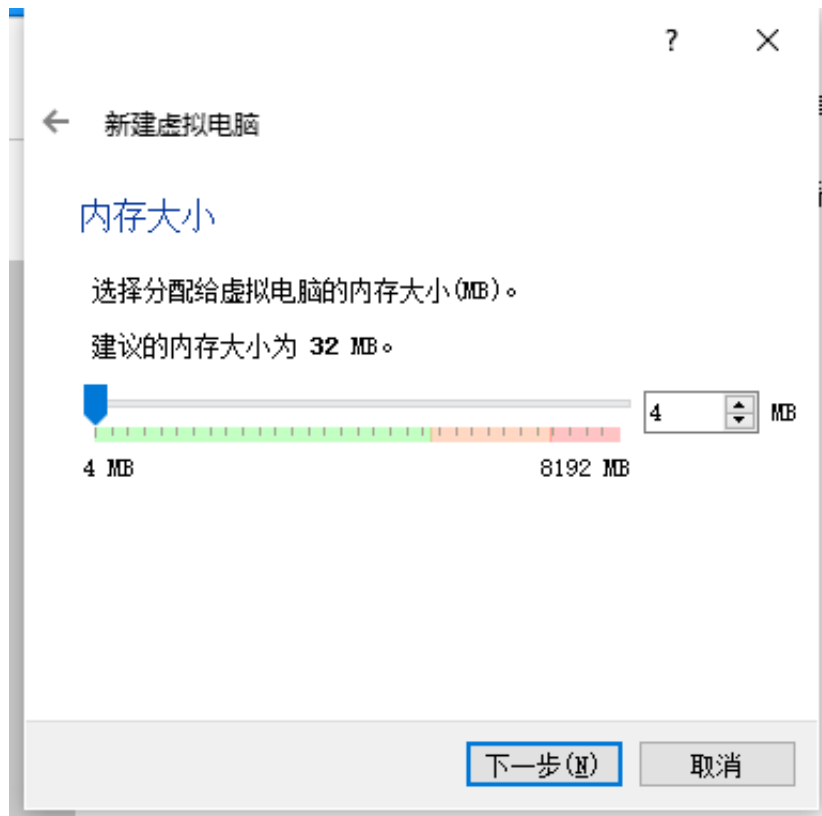 ?
新建虚拟电脑
内存大小
选择分配给虚拟电脑的内存大小(MB)。
建议的内存大小为 32 MB。
4 MB
4 MB 8192 MB
下一步(N) 取消